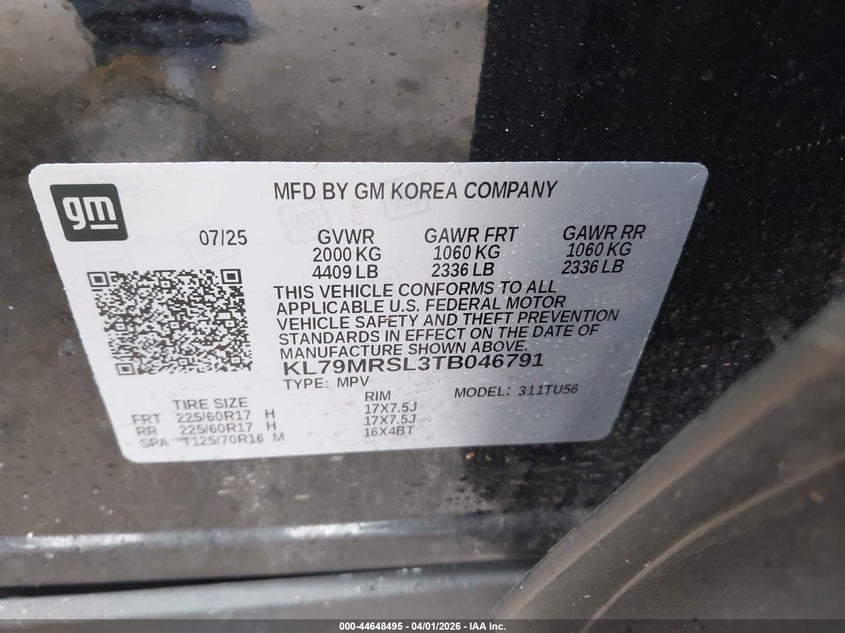 gm
MFD BY GM KOREA COMPANY
07/25
GVWR
2000 KG
4409 LB
GAWR FRT
1060 KG
2336 LB
GAWR RR
1060 KG
2336 LB
THIS VEHICLE CONFORMS TO ALL
APPLICABLE U.S. FEDERAL MOTOR
VEHICLE SAFETY AND THEFT PREVENTION
STANDARDS IN EFFECT ON THE DATE OF
MANUFACTURE SHOWN ABOVE.
KL79MRSL3TB046791
TYPE: MPV
MODEL: 311TU56
TIRE SIZE
RIM
FRT 225/60R17 H 17X7.5J
RR 225/60R17 H 17X7.5J
SPA T125/70R16 M 16X4BT
000-44648495 - 04/01/2026 - IAA Inc.